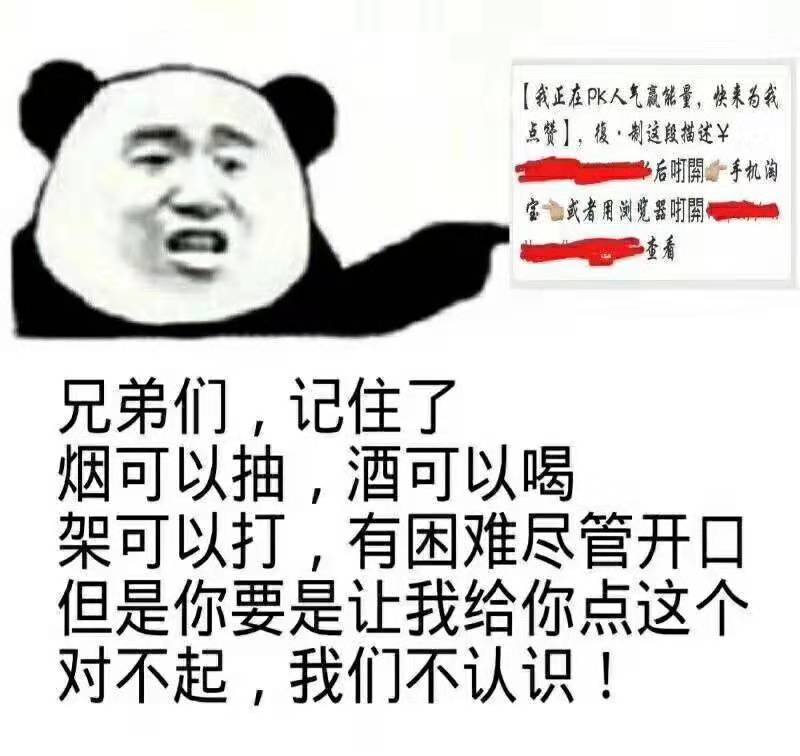 【我正在PK人气赢能量，快来为我
点赞】，復·制这段描述￥
后咑開👉手机淘
宝👈或者用浏览器咑開
查看
兄弟们，记住了
烟可以抽，酒可以喝
架可以打，有困难尽管开口
但是你要是让我给你点这个
对不起，我们不认识！